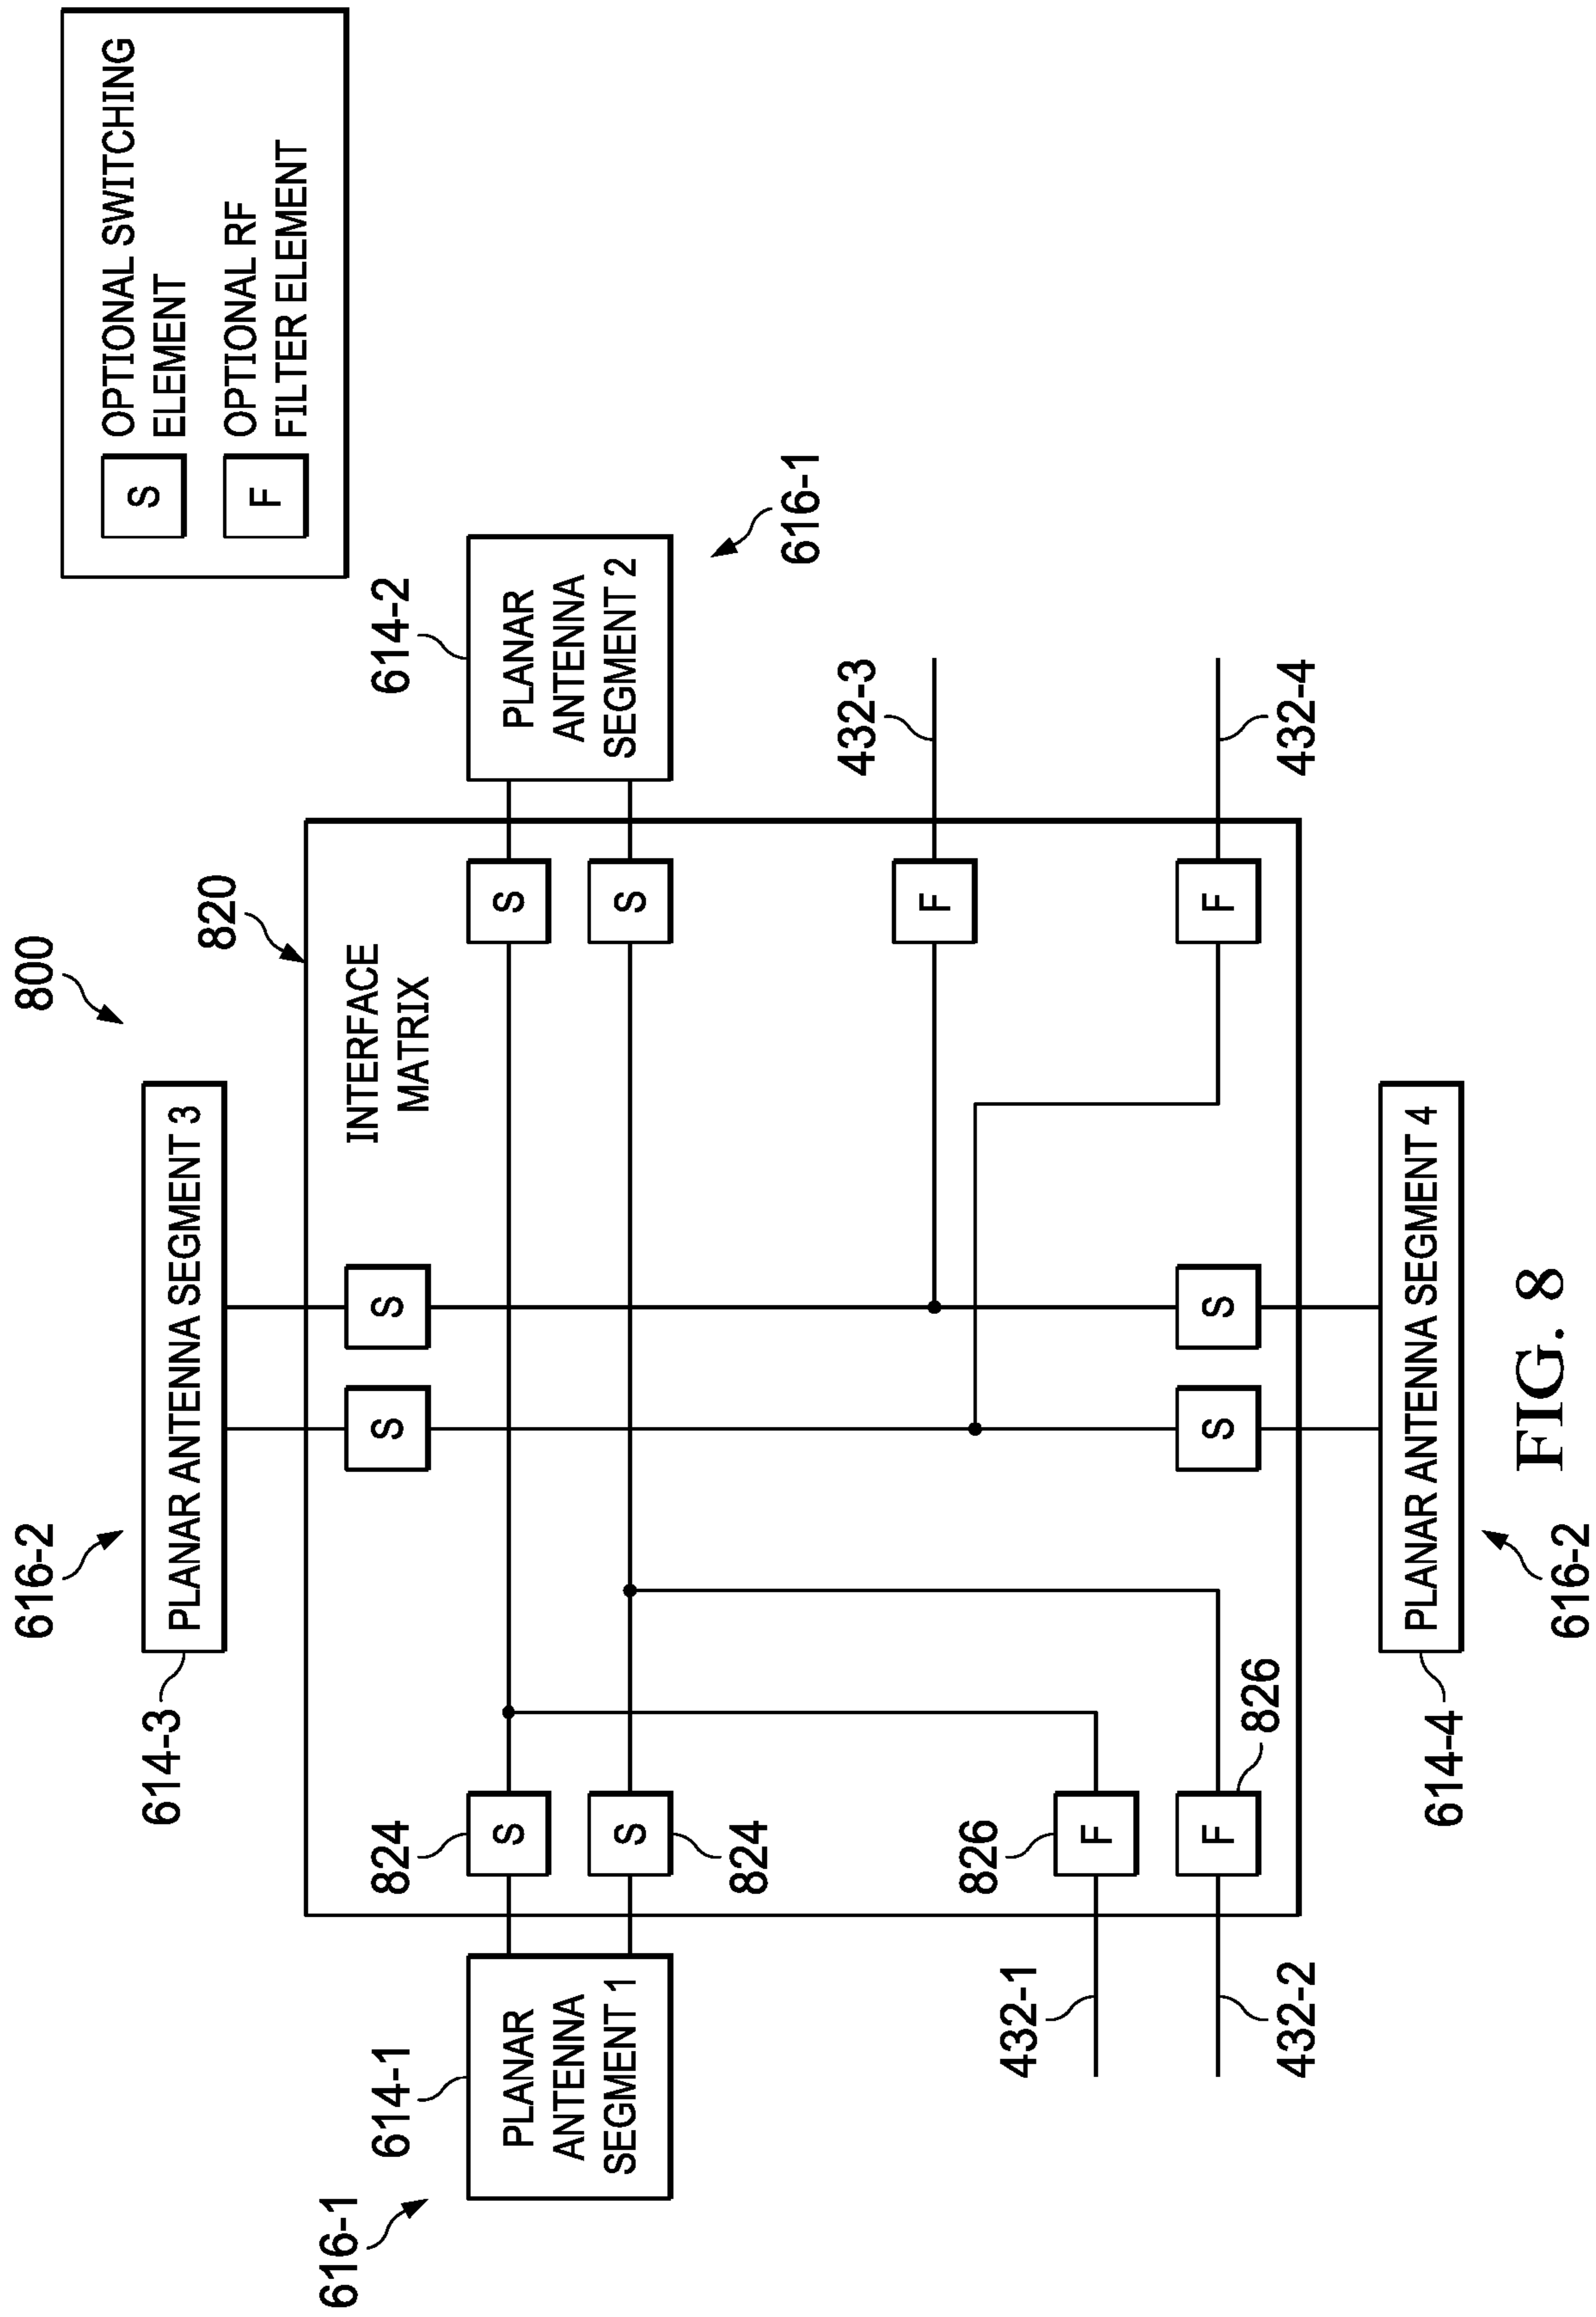 800
616-2
614-3
PLANAR ANTENNA SEGMENT 3
S
OPTIONAL SWITCHING
ELEMENT
F
OPTIONAL RF
FILTER ELEMENT
820
INTERFACE
MATRIX
616-1
614-1
PLANAR
ANTENNA
SEGMENT 1
824
S
S
824
S
S
S
S
614-2
PLANAR
ANTENNA
SEGMENT 2
616-1
432-1
826
F
432-2
F
826
S
S
F
432-3
F
432-4
614-4
PLANAR ANTENNA SEGMENT 4
616-2
FIG. 8